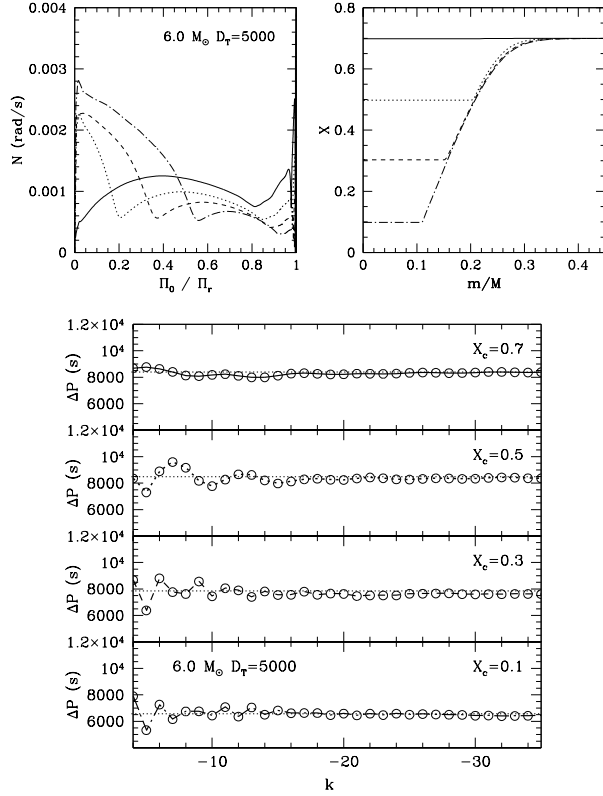 0.004
0.003
0.002
0.001
0
N (rad/s)
6.0 M⊙ D_T=5000
0 0.2 0.4 0.6 0.8 1
Π_0 / Π_r
0.8
0.6
0.4
0.2
0
X
0 0.1 0.2 0.3 0.4
m/M
1.2×10⁴
10⁴
8000
6000
ΔP (s)
X_c=0.7
1.2×10⁴
10⁴
8000
6000
ΔP (s)
X_c=0.5
1.2×10⁴
10⁴
8000
6000
ΔP (s)
X_c=0.3
1.2×10⁴
10⁴
8000
6000
ΔP (s)
6.0 M⊙ D_T=5000
X_c=0.1
−10 −20 −30
k